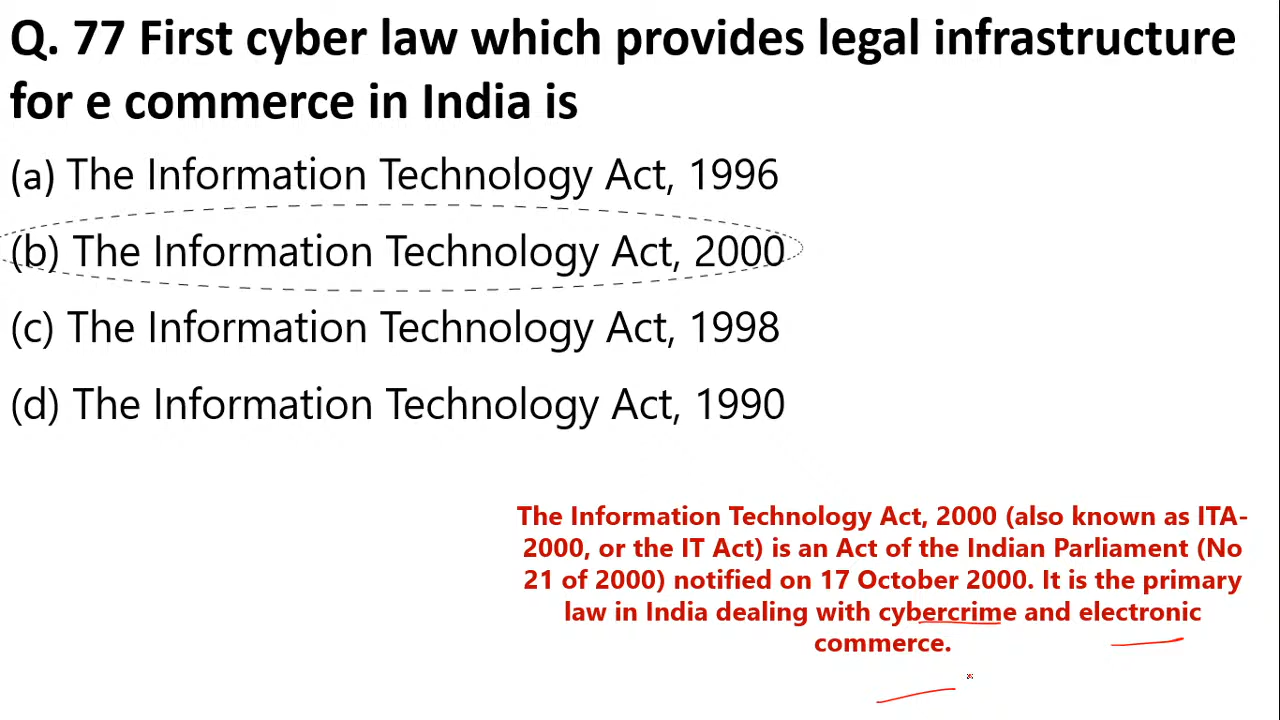 Q. 77 First cyber law which provides legal infrastructure
for e commerce in India is
(a) The Information Technology Act, 1996
(b) The Information Technology Act, 2000
(c) The Information Technology Act, 1998
(d) The Information Technology Act, 1990
The Information Technology Act, 2000 (also known as ITA-
2000, or the IT Act) is an Act of the Indian Parliament (No
21 of 2000) notified on 17 October 2000. It is the primary
law in India dealing with cybercrime and electronic
commerce.